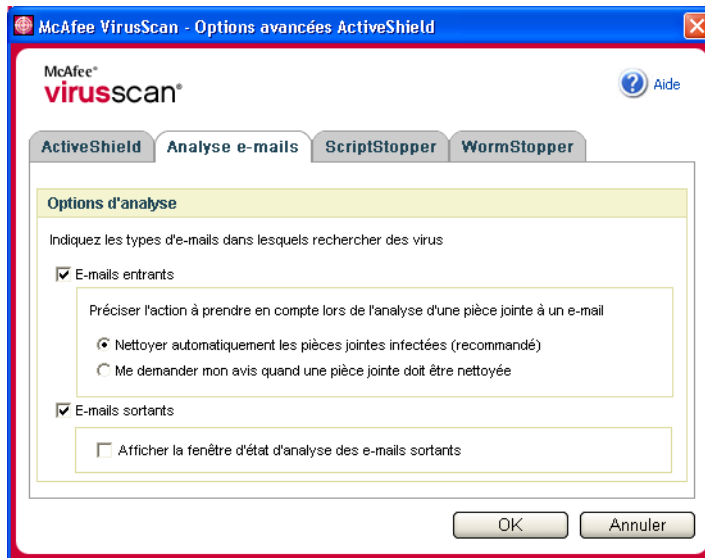 McAfee VirusScan - Options avancées ActiveShield
McAfee®
virusscan®
? Aide
ActiveShield Analyse e-mails ScriptStopper WormStopper
Options d'analyse
Indiquez les types d'e-mails dans lesquels rechercher des virus
E-mails entrants
Préciser l'action à prendre en compte lors de l'analyse d'une pièce jointe à un e-mail
Nettoyer automatiquement les pièces jointes infectées (recommandé)
Me demander mon avis quand une pièce jointe doit être nettoyée
E-mails sortants
Afficher la fenêtre d'état d'analyse des e-mails sortants
OK Annuler